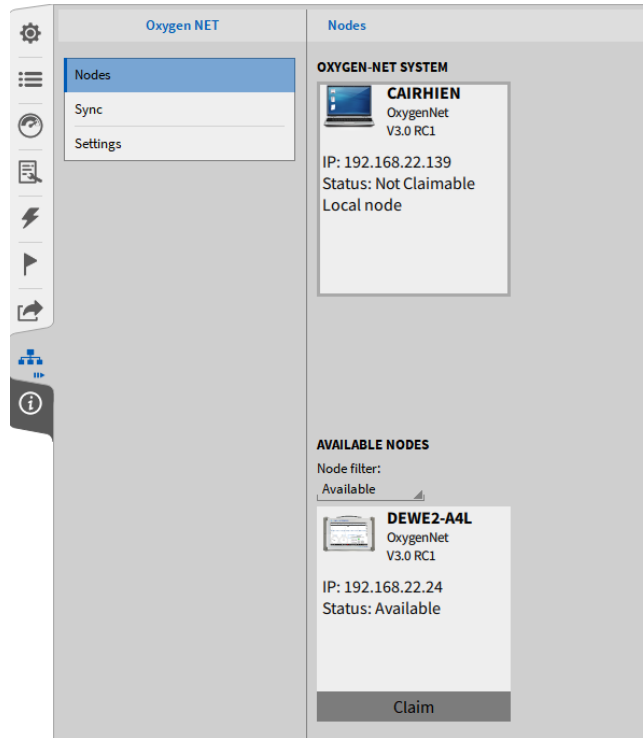 Oxygen NET
Nodes
Sync
Settings
Nodes
OXYGEN-NET SYSTEM
CAIRHIEN
OxygenNet
V3.0 RC1
IP: 192.168.22.139
Status: Not Claimable
Local node
AVAILABLE NODES
Node filter:
Available
DEWE2-A4L
OxygenNet
V3.0 RC1
IP: 192.168.22.24
Status: Available
Claim